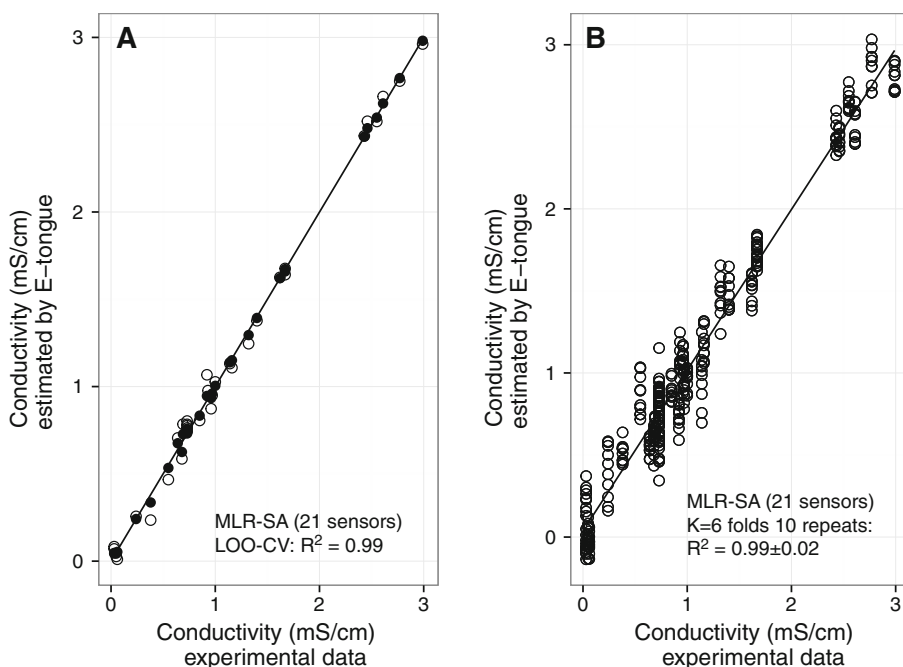 A
Conductivity (mS/cm)
estimated by E−tongue
3
2
1
0
MLR-SA (21 sensors)
LOO-CV: R² = 0.99
0 1 2 3
Conductivity (mS/cm)
experimental data
B
Conductivity (mS/cm)
estimated by E−tongue
3
2
1
0
MLR-SA (21 sensors)
K=6 folds 10 repeats:
R² = 0.99±0.02
0 1 2 3
Conductivity (mS/cm)
experimental data